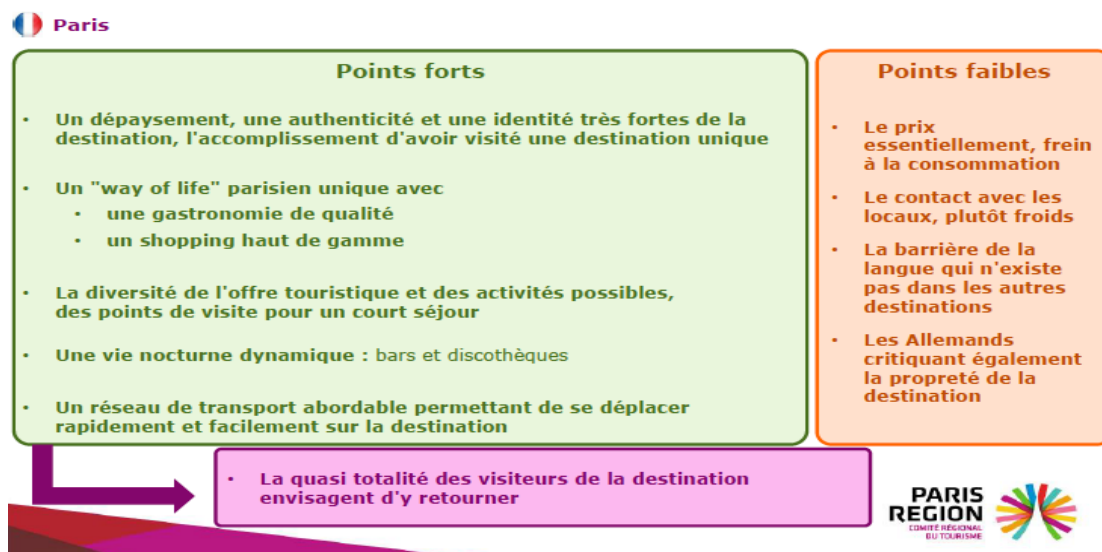 Paris
Points forts
• Un dépaysement, une authenticité et une identité très fortes de la
destination, l'accomplissement d'avoir visité une destination unique
• Un "way of life" parisien unique avec
• une gastronomie de qualité
• un shopping haut de gamme
• La diversité de l'offre touristique et des activités possibles,
des points de visite pour un court séjour
• Une vie nocturne dynamique : bars et discothèques
• Un réseau de transport abordable permettant de se déplacer
rapidement et facilement sur la destination
Points faibles
• Le prix
essentiellement, frein
à la consommation
• Le contact avec les
locaux, plutôt froids
• La barrière de la
langue qui n'existe
pas dans les autres
destinations
• Les Allemands
critiquant également
la propreté de la
destination
• La quasi totalité des visiteurs de la destination
envisagent d'y retourner
PARIS
REGION
COMITÉ RÉGIONAL
DU TOURISME